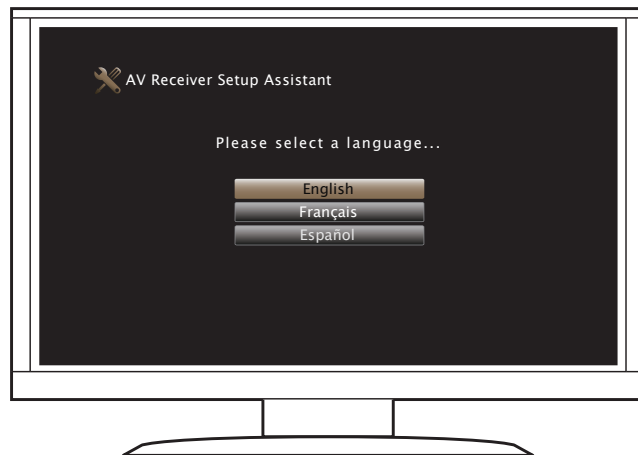 AV Receiver Setup Assistant
Please select a language...
English
Français
Español